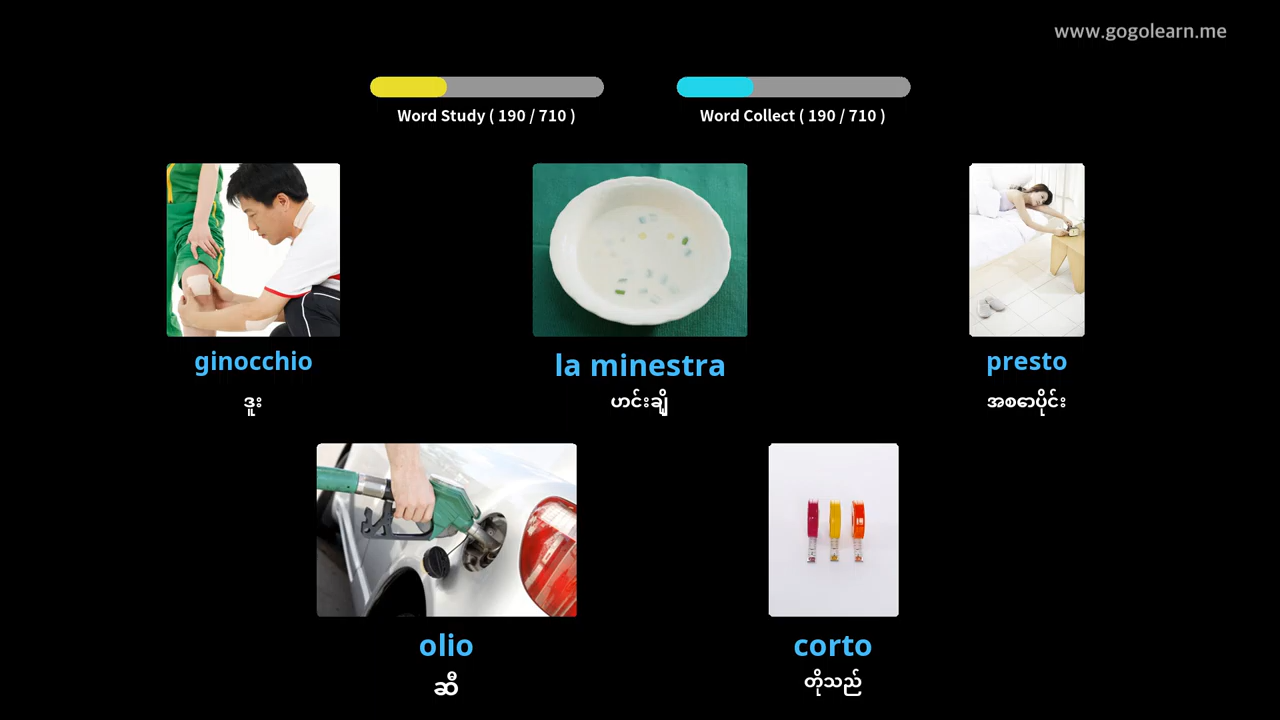 www.gogolearn.me
Word Study ( 190 / 710 )
Word Collect ( 190 / 710 )
ginocchio
ဒူး
la minestra
ဟင်းချို
presto
အစောပိုင်း
olio
ဆီ
corto
တိုသည်